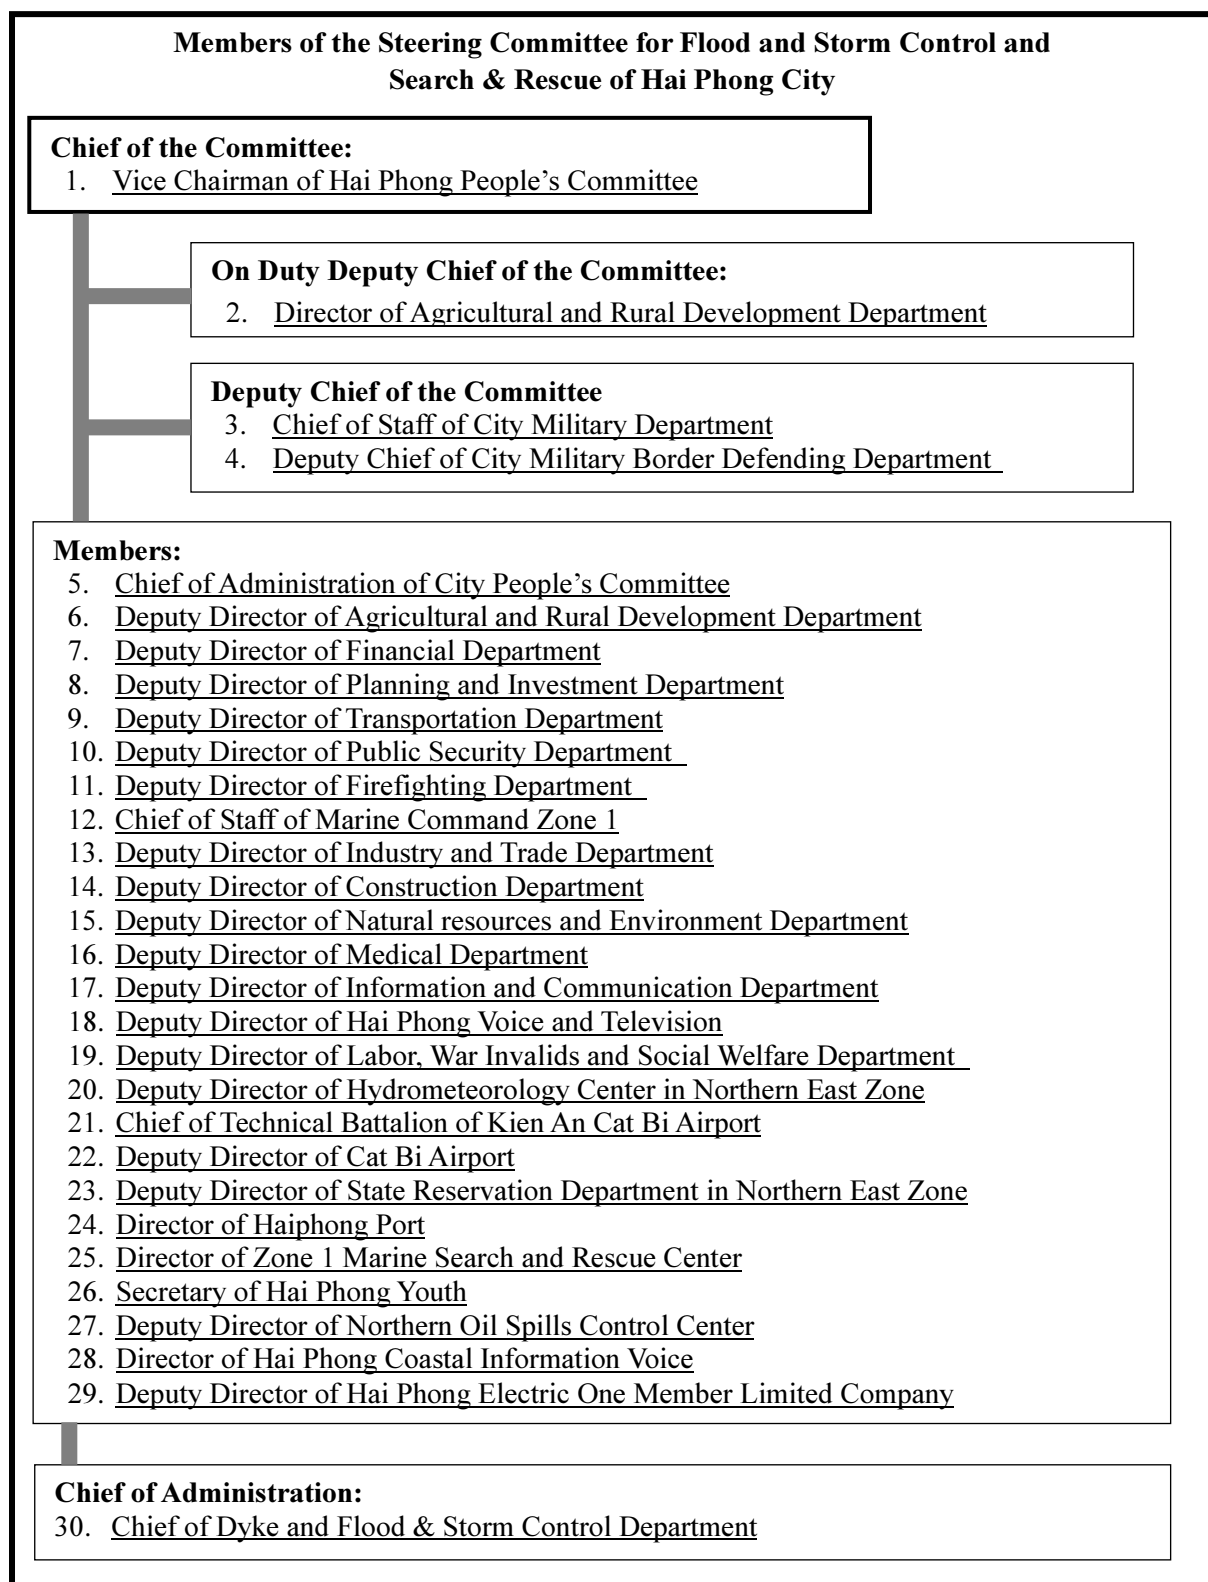 Members of the Steering Committee for Flood and Storm Control and
Search & Rescue of Hai Phong City
Chief of the Committee:
1. Vice Chairman of Hai Phong People’s Committee
On Duty Deputy Chief of the Committee:
2. Director of Agricultural and Rural Development Department
Deputy Chief of the Committee
3. Chief of Staff of City Military Department
4. Deputy Chief of City Military Border Defending Department
Members:
5. Chief of Administration of City People’s Committee
6. Deputy Director of Agricultural and Rural Development Department
7. Deputy Director of Financial Department
8. Deputy Director of Planning and Investment Department
9. Deputy Director of Transportation Department
10. Deputy Director of Public Security Department
11. Deputy Director of Firefighting Department
12. Chief of Staff of Marine Command Zone 1
13. Deputy Director of Industry and Trade Department
14. Deputy Director of Construction Department
15. Deputy Director of Natural resources and Environment Department
16. Deputy Director of Medical Department
17. Deputy Director of Information and Communication Department
18. Deputy Director of Hai Phong Voice and Television
19. Deputy Director of Labor, War Invalids and Social Welfare Department
20. Deputy Director of Hydrometeorology Center in Northern East Zone
21. Chief of Technical Battalion of Kien An Cat Bi Airport
22. Deputy Director of Cat Bi Airport
23. Deputy Director of State Reservation Department in Northern East Zone
24. Director of Haiphong Port
25. Director of Zone 1 Marine Search and Rescue Center
26. Secretary of Hai Phong Youth
27. Deputy Director of Northern Oil Spills Control Center
28. Director of Hai Phong Coastal Information Voice
29. Deputy Director of Hai Phong Electric One Member Limited Company
Chief of Administration:
30. Chief of Dyke and Flood & Storm Control Department